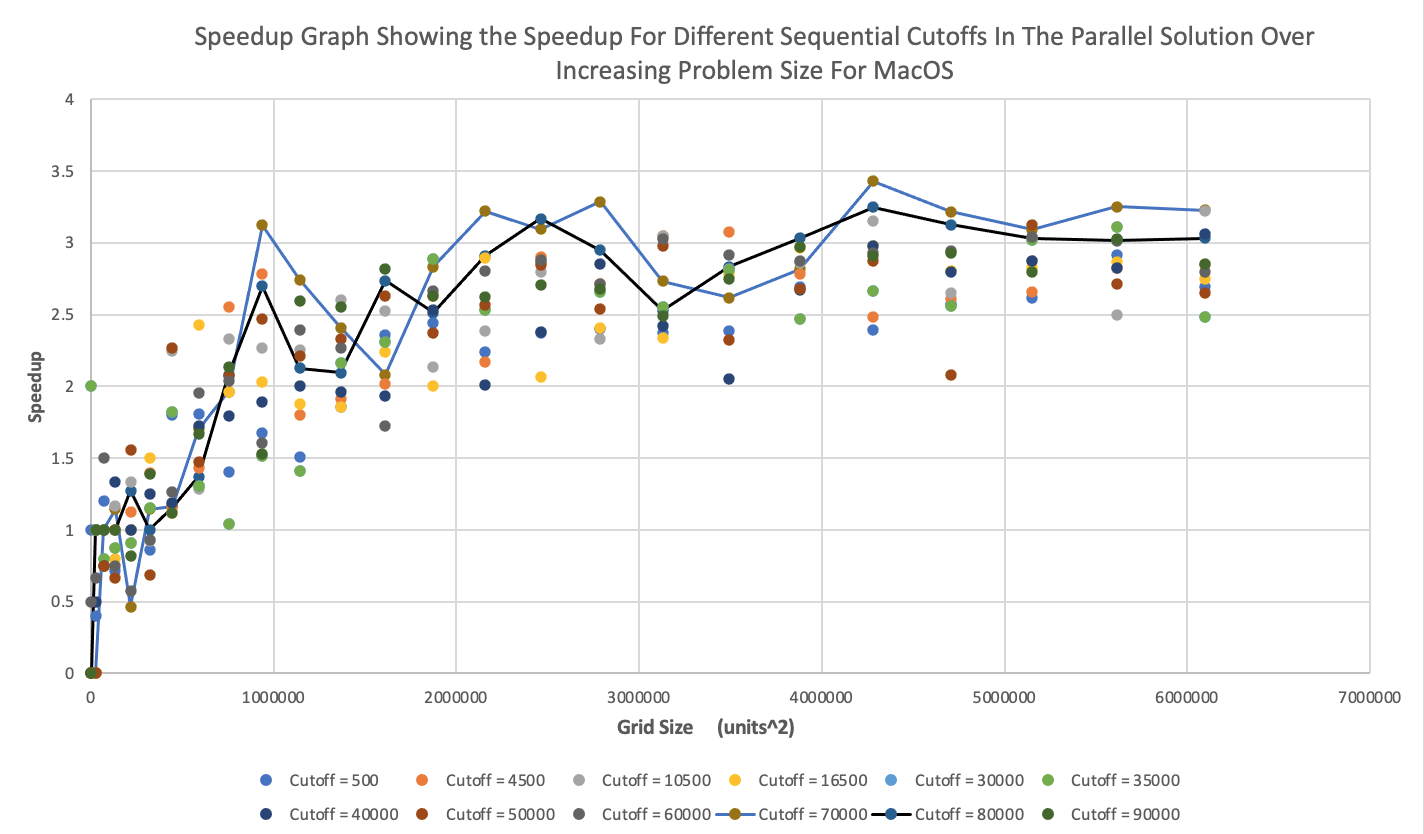 Speedup Graph Showing the Speedup For Different Sequential Cutoffs In The Parallel Solution Over
Increasing Problem Size For MacOS
4
3.5
3
2.5
2
1.5
1
0.5
0
Speedup
0 1000000 2000000 3000000 4000000 5000000 6000000 7000000
Grid Size (units^2)
Cutoff = 500 Cutoff = 4500 Cutoff = 10500 Cutoff = 16500 Cutoff = 30000 Cutoff = 35000
Cutoff = 40000 Cutoff = 50000 Cutoff = 60000 Cutoff = 70000 Cutoff = 80000 Cutoff = 90000